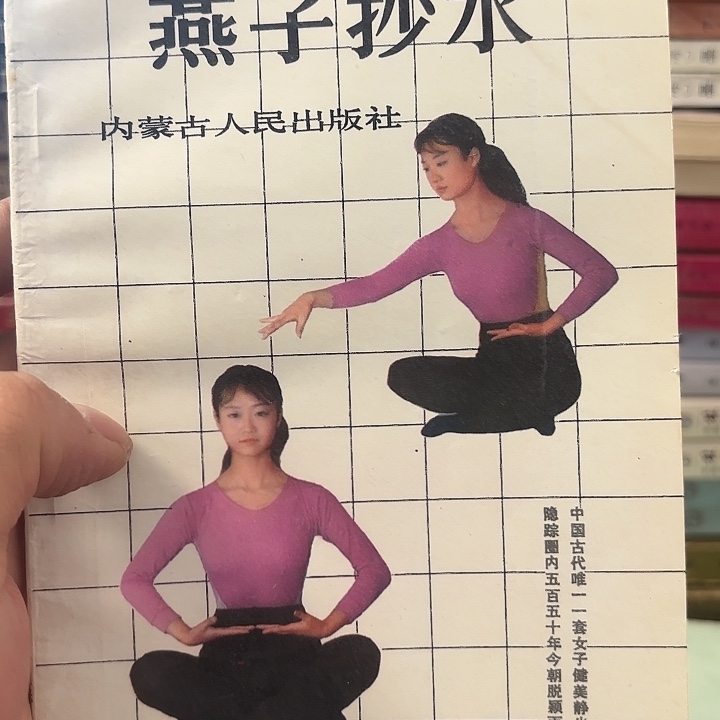 燕子抄水
内蒙古人民出版社
中国古代唯一一套女子健美静
隐踪圈内五百五十年今朝脱颖